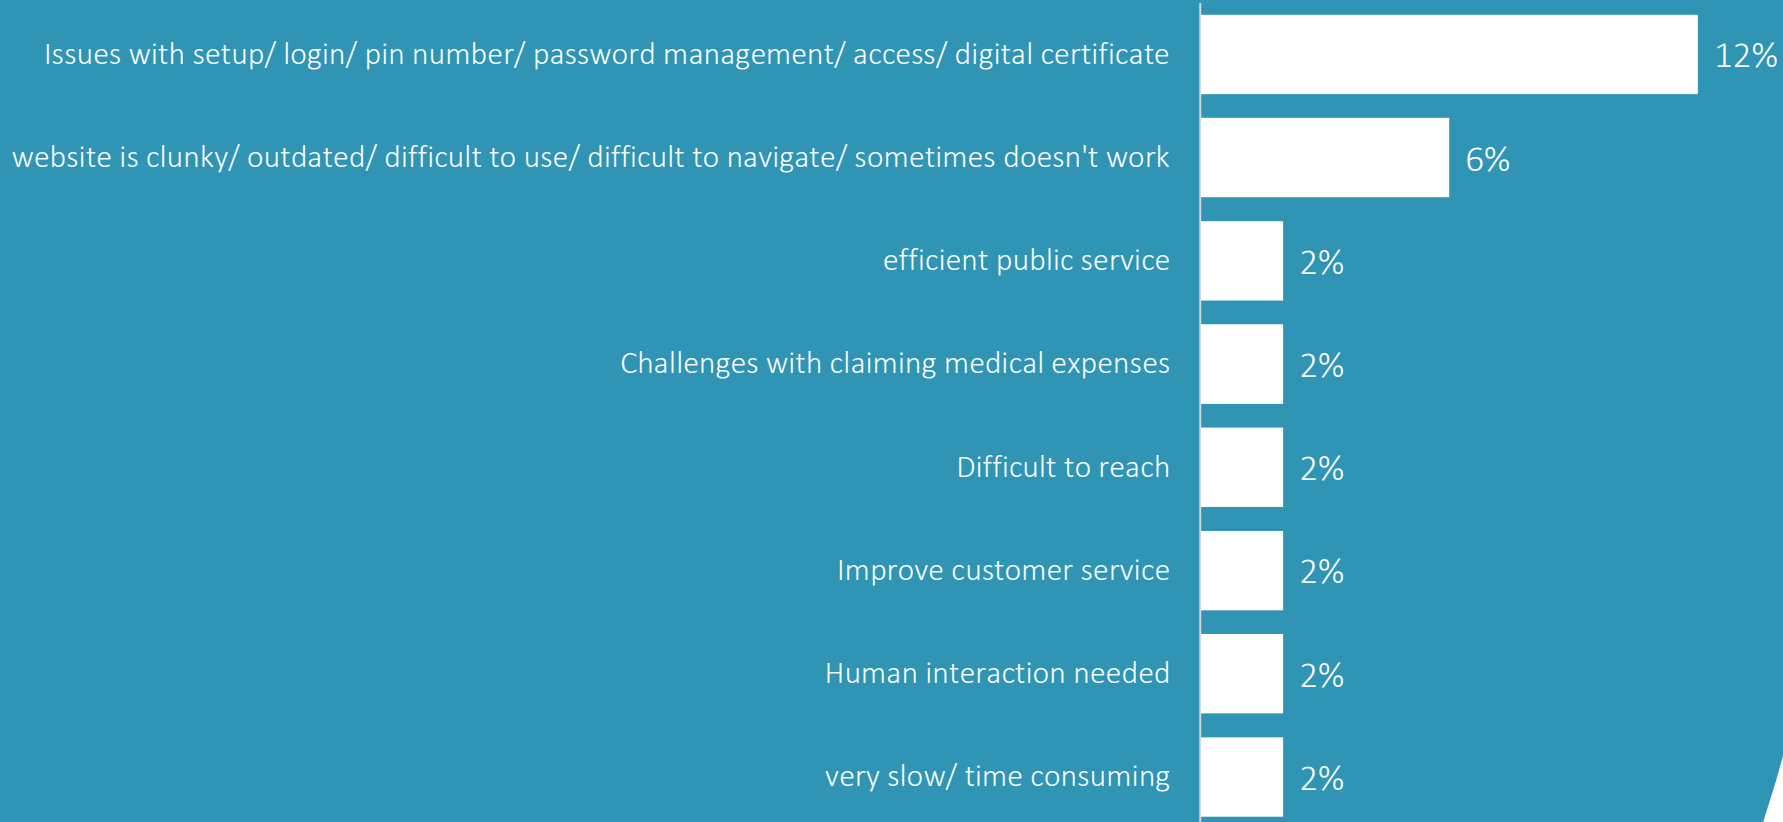 Issues with setup/ login/ pin number/ password management/ access/ digital certificate 12%
website is clunky/ outdated/ difficult to use/ difficult to navigate/ sometimes doesn't work 6%
efficient public service 2%
Challenges with claiming medical expenses 2%
Difficult to reach 2%
Improve customer service 2%
Human interaction needed 2%
very slow/ time consuming 2%